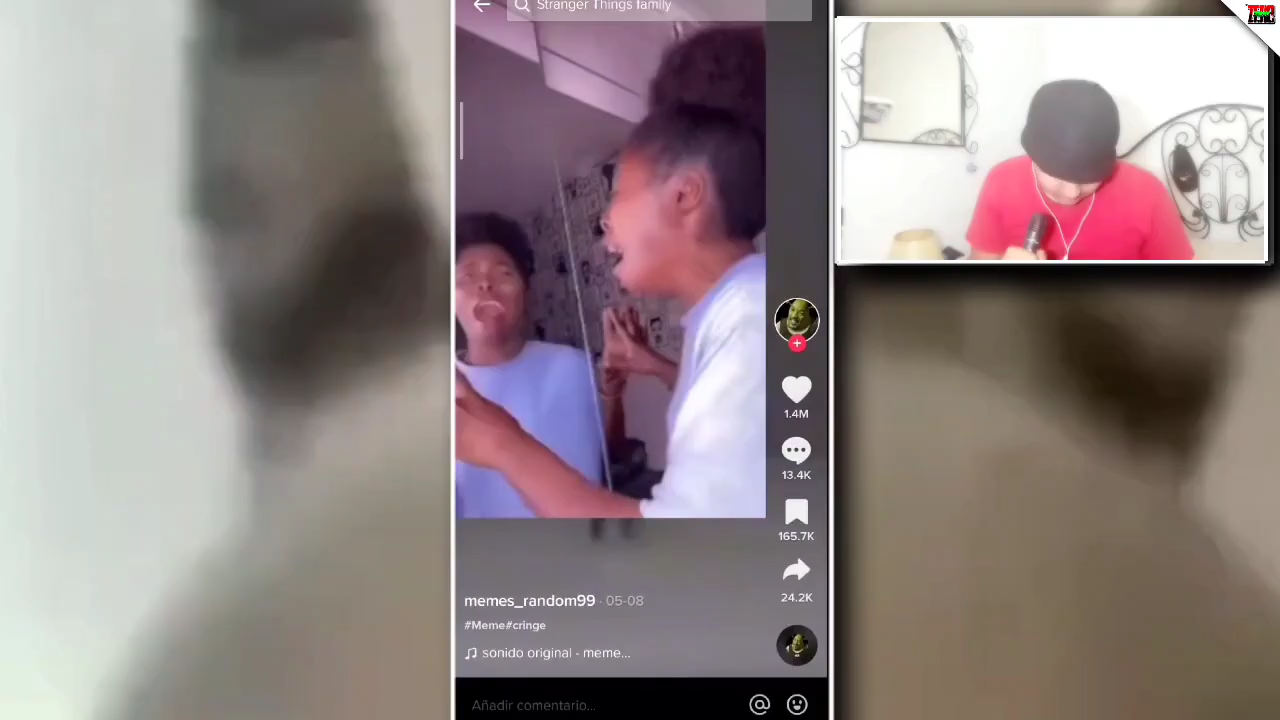 Stranger Things family
1.4M
13.4K
165.7K
24.2K
memes_random99 · 05-08
#Meme#cringe
sonido original - meme...
Añadir comentario...